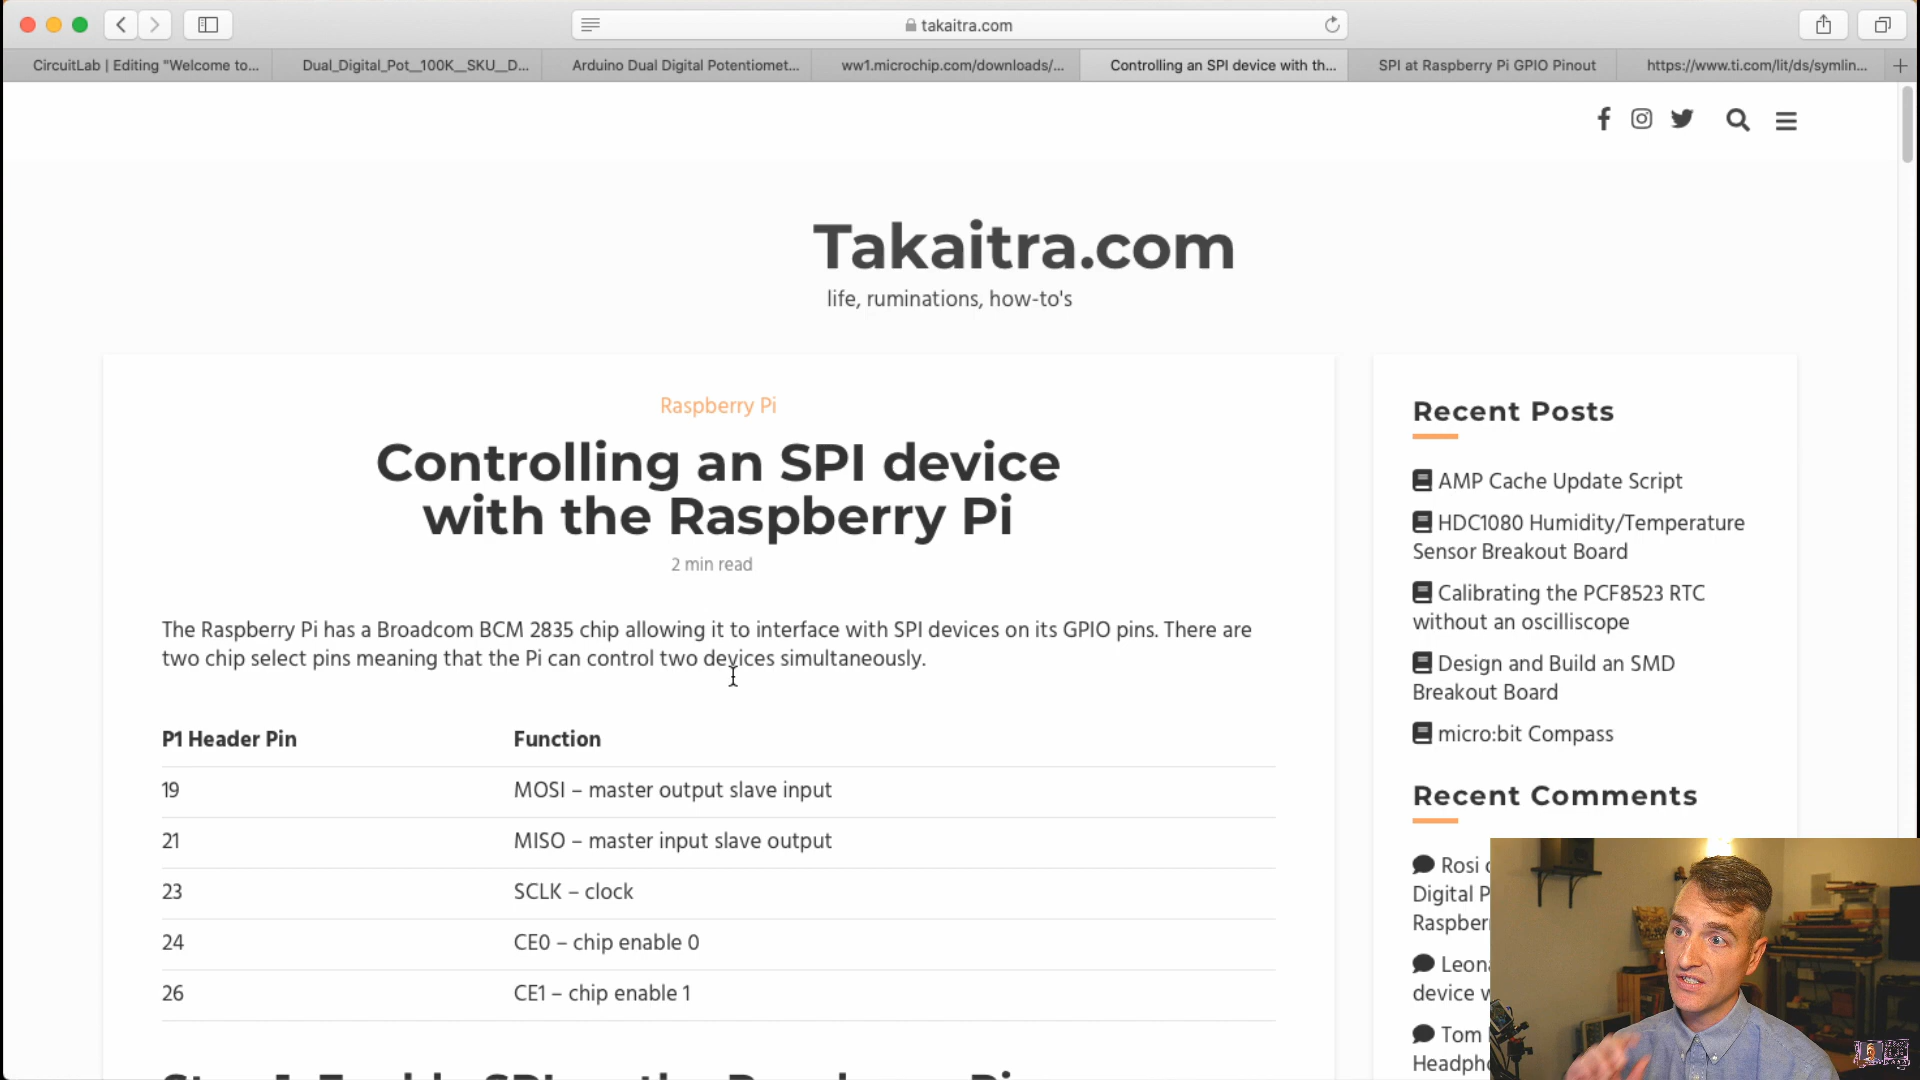 takaitra.com
CircuitLab | Editing "Welcome to...
Dual_Digital_Pot__100K__SKU__D...
Arduino Dual Digital Potentiomet...
ww1.microchip.com/downloads/...
Controlling an SPI device with th...
SPI at Raspberry Pi GPIO Pinout
https://www.ti.com/lit/ds/symlin...
Takaitra.com
life, ruminations, how-to's
Raspberry Pi
Controlling an SPI device
with the Raspberry Pi
2 min read
The Raspberry Pi has a Broadcom BCM 2835 chip allowing it to interface with SPI devices on its GPIO pins. There are
two chip select pins meaning that the Pi can control two devices simultaneously.
P1 Header Pin Function
19 MOSI – master output slave input
21 MISO – master input slave output
23 SCLK – clock
24 CE0 – chip enable 0
26 CE1 – chip enable 1
Recent Posts
AMP Cache Update Script
HDC1080 Humidity/Temperature
Sensor Breakout Board
Calibrating the PCF8523 RTC
without an oscilliscope
Design and Build an SMD
Breakout Board
micro:bit Compass
Recent Comments
Rosi
Digital P
Raspber
Leon
device w
Tom
Headph